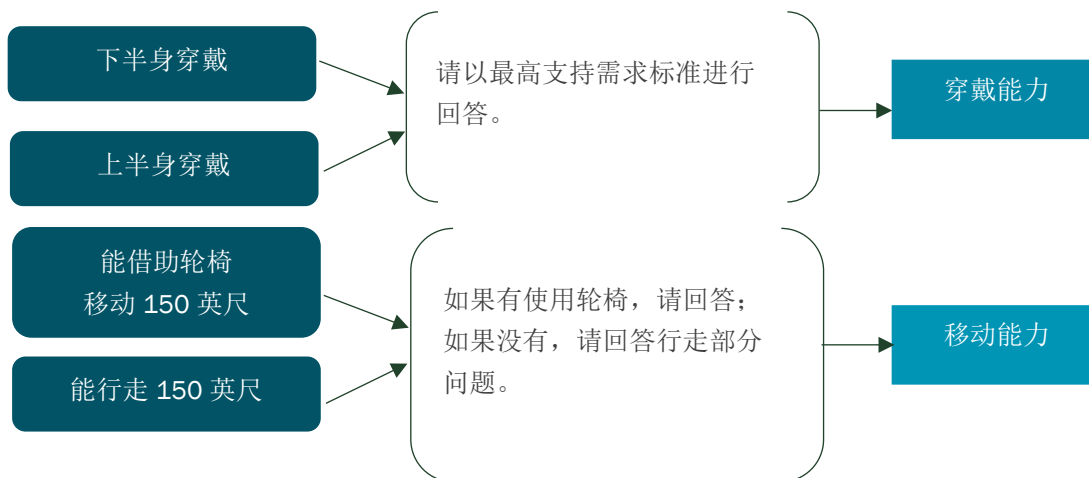 下半身穿戴
上半身穿戴
请以最高支持需求标准进行
回答。
穿戴能力
能借助轮椅
移动 150 英尺
能行走 150 英尺
如果有使用轮椅，请回答；
如果没有，请回答行走部分
问题。
移动能力